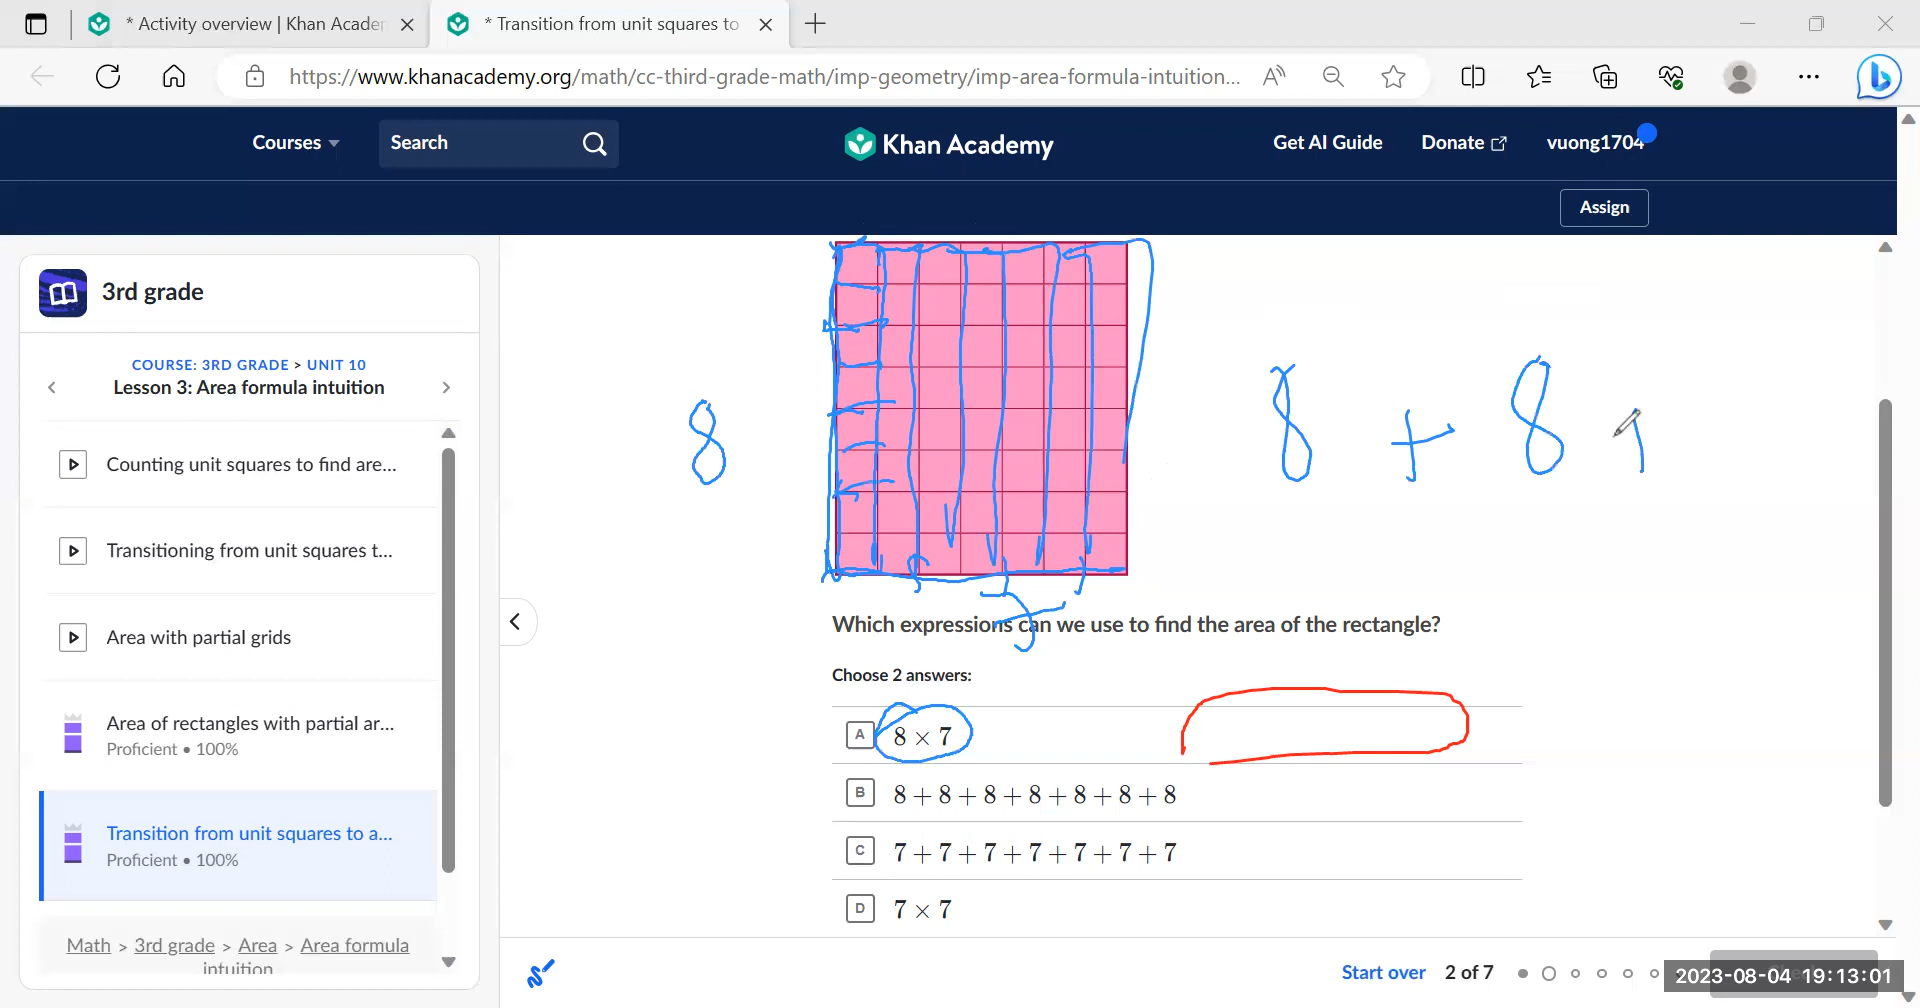 * Activity overview | Khan Acade
* Transition from unit squares to
https://www.khanacademy.org/math/cc-third-grade-math/imp-geometry/imp-area-formula-intuition...
Courses
Search
Khan Academy
Get AI Guide
Donate
vuong1704
Assign
3rd grade
COURSE: 3RD GRADE > UNIT 10
Lesson 3: Area formula intuition
Counting unit squares to find are...
Transitioning from unit squares t...
Area with partial grids
Area of rectangles with partial ar...
Proficient • 100%
Transition from unit squares to a...
Proficient • 100%
Math > 3rd grade > Area > Area formula
intuition
8
7
8 + 8
Which expressions can we use to find the area of the rectangle?
Choose 2 answers:
A 8 × 7
B 8 + 8 + 8 + 8 + 8 + 8 + 8
C 7 + 7 + 7 + 7 + 7 + 7 + 7
D 7 × 7
Start over
2 of 7
2023-08-04 19:13:01